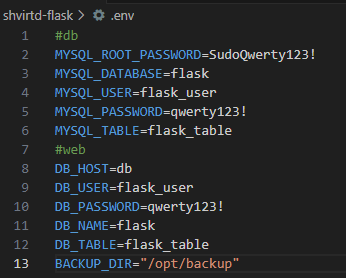 shvirtd-flask > .env
1 #db
2 MYSQL_ROOT_PASSWORD=SudoQwerty123!
3 MYSQL_DATABASE=flask
4 MYSQL_USER=flask_user
5 MYSQL_PASSWORD=qwerty123!
6 MYSQL_TABLE=flask_table
7 #web
8 DB_HOST=db
9 DB_USER=flask_user
10 DB_PASSWORD=qwerty123!
11 DB_NAME=flask
12 DB_TABLE=flask_table
13 BACKUP_DIR="/opt/backup"